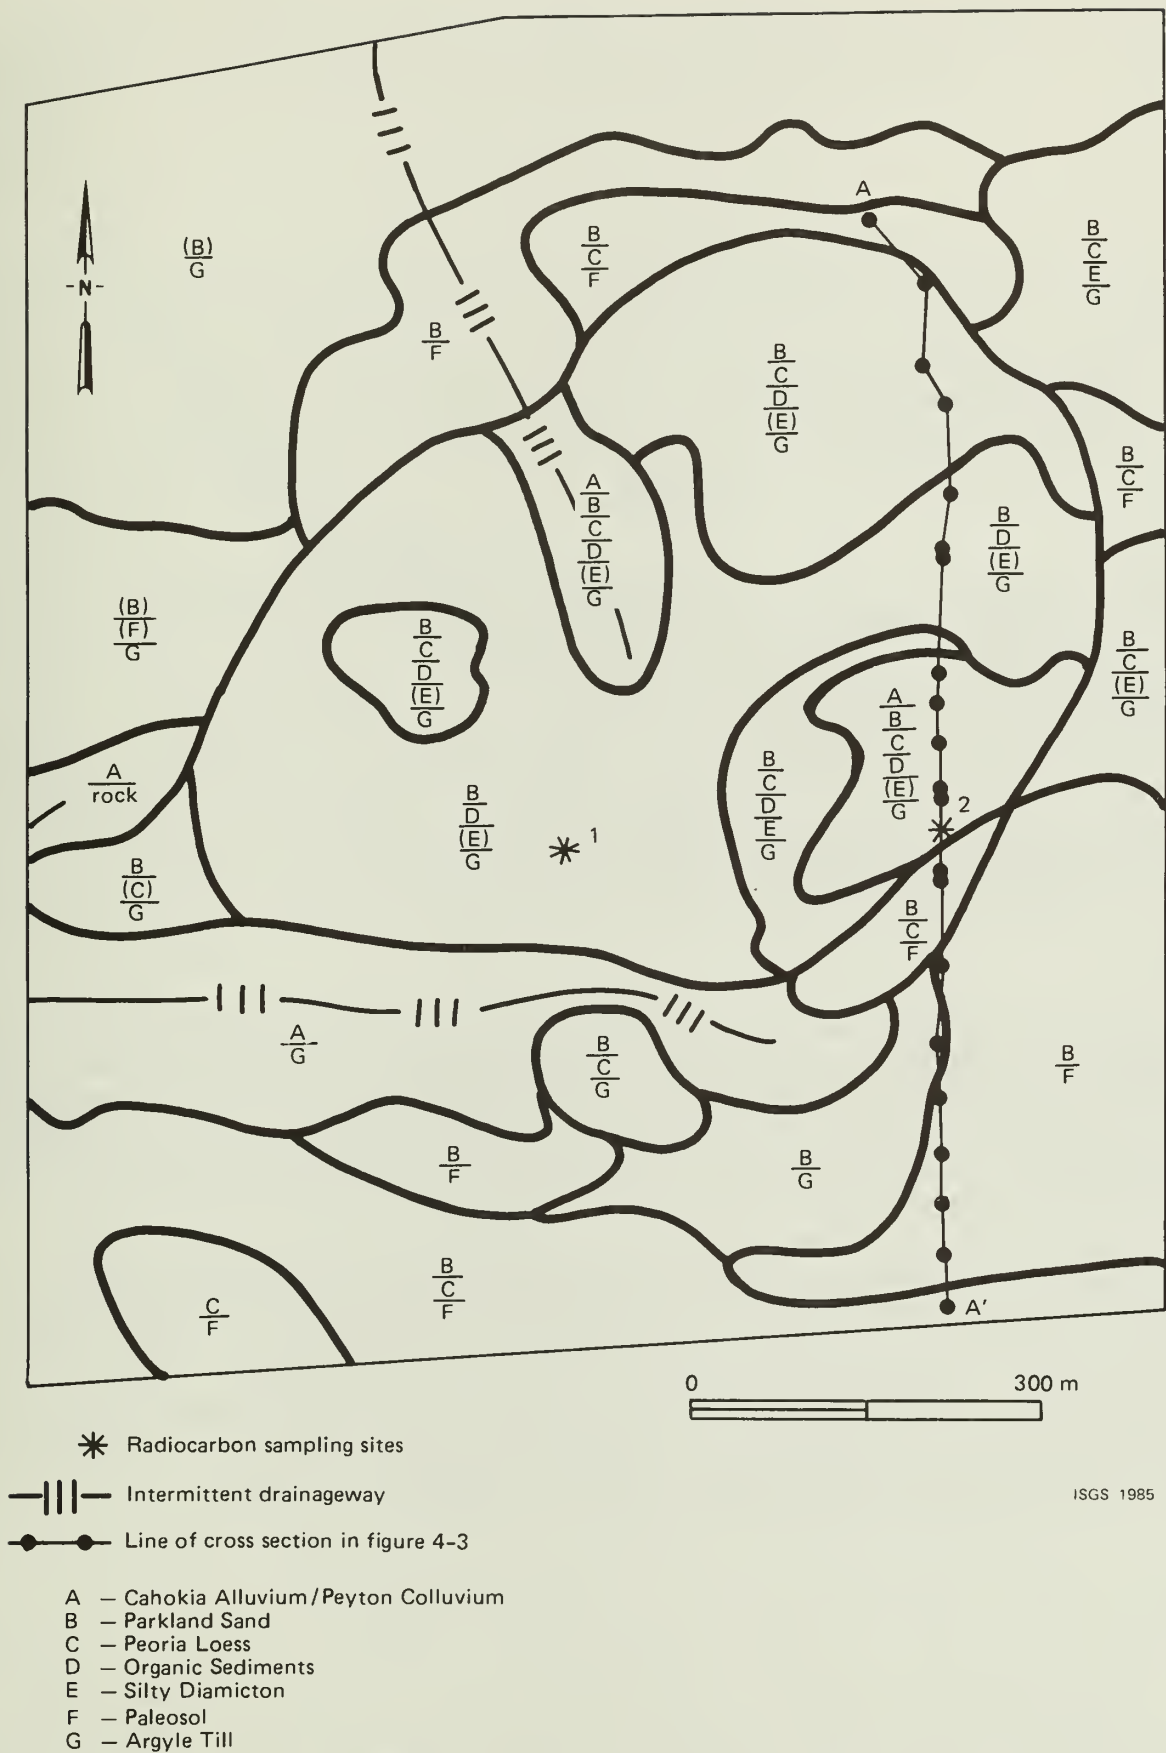 A
B
C
F
(B)
G
-N-
B
C
E
G
B
F
B
C
D
(E)
G
B
C
F
A
B
C
D
(E)
G
B
D
(E)
G
(B)
(F)
G
B
C
D
(E)
G
B
C
(E)
G
A
B
C
D
(E)
G
A
rock
B
C
D
E
G
B
D
(E)
G
1
2
B
(C)
G
B
C
F
A
G
B
C
G
B
F
B
F
B
G
B
C
F
C
F
A'
0 300 m
Radiocarbon sampling sites
Intermittent drainageway
ISGS 1985
Line of cross section in figure 4-3
A – Cahokia Alluvium/Peyton Colluvium
B – Parkland Sand
C – Peoria Loess
D – Organic Sediments
E – Silty Diamicton
F – Paleosol
G – Argyle Till